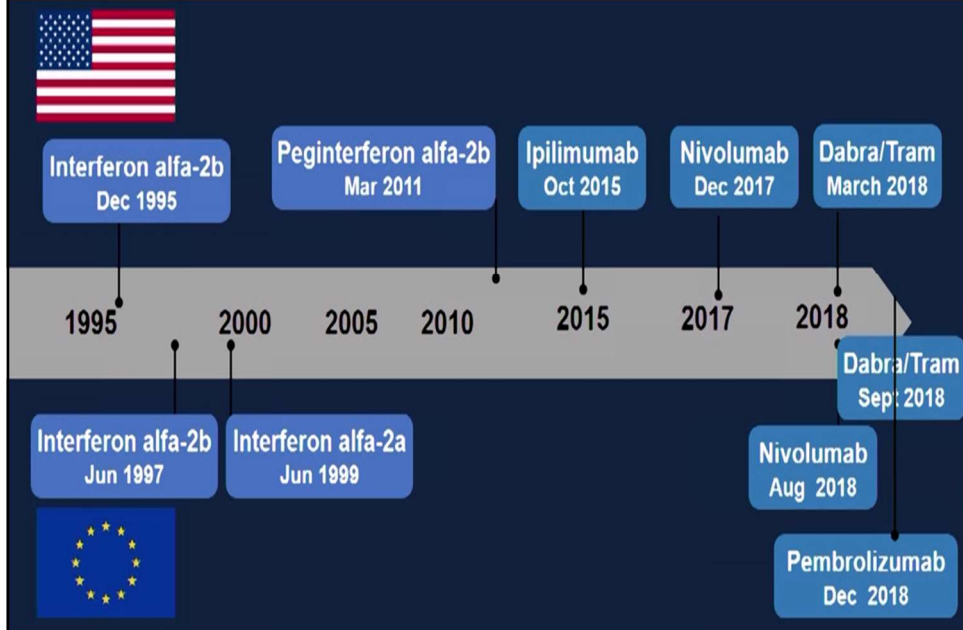 Interferon alfa-2b
Dec 1995
Peginterferon alfa-2b
Mar 2011
Ipilimumab
Oct 2015
Nivolumab
Dec 2017
Dabra/Tram
March 2018
1995
2000
2005
2010
2015
2017
2018
Dabra/Tram
Sept 2018
Interferon alfa-2b
Jun 1997
Interferon alfa-2a
Jun 1999
Nivolumab
Aug 2018
Pembrolizumab
Dec 2018